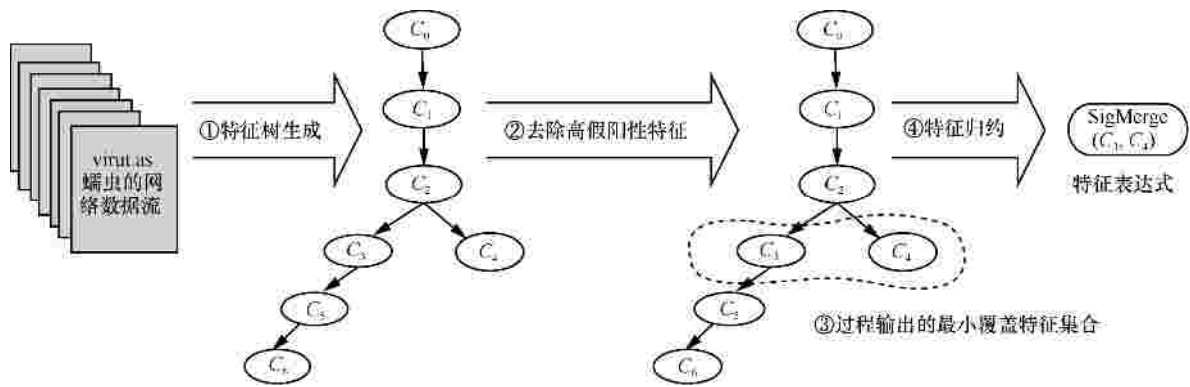 virut.as
蠕虫的网
络数据流
①特征树生成
C₀
C₁
C₂
C₃
C₅
②去除高假阳性特征
C₀
C₁
C₂
C₃
C₄
C₅
C₆
③过程输出的最小覆盖特征集合
④特征归约
SigMerge
(C₃, C₄)
特征表达式